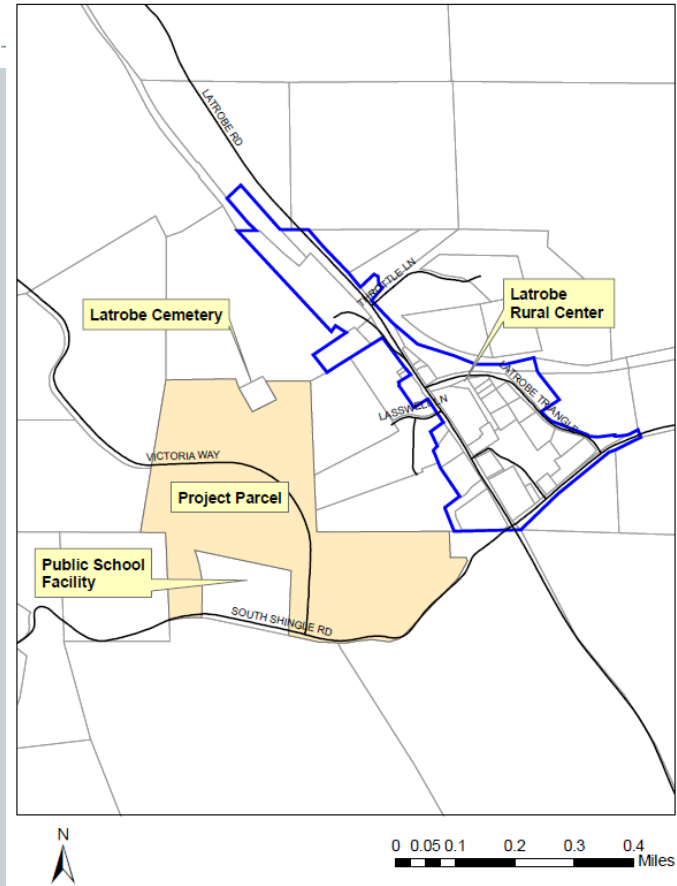 LATROBE RD
THROTTLE LN
Latrobe
Rural Center
Latrobe Cemetery
LATROBE TRIANGLE
LASSWELL LN
VICTORIA WAY
Project Parcel
Public School
Facility
SOUTH SHINGLE RD
N
0 0.05 0.1 0.2 0.3 0.4
Miles